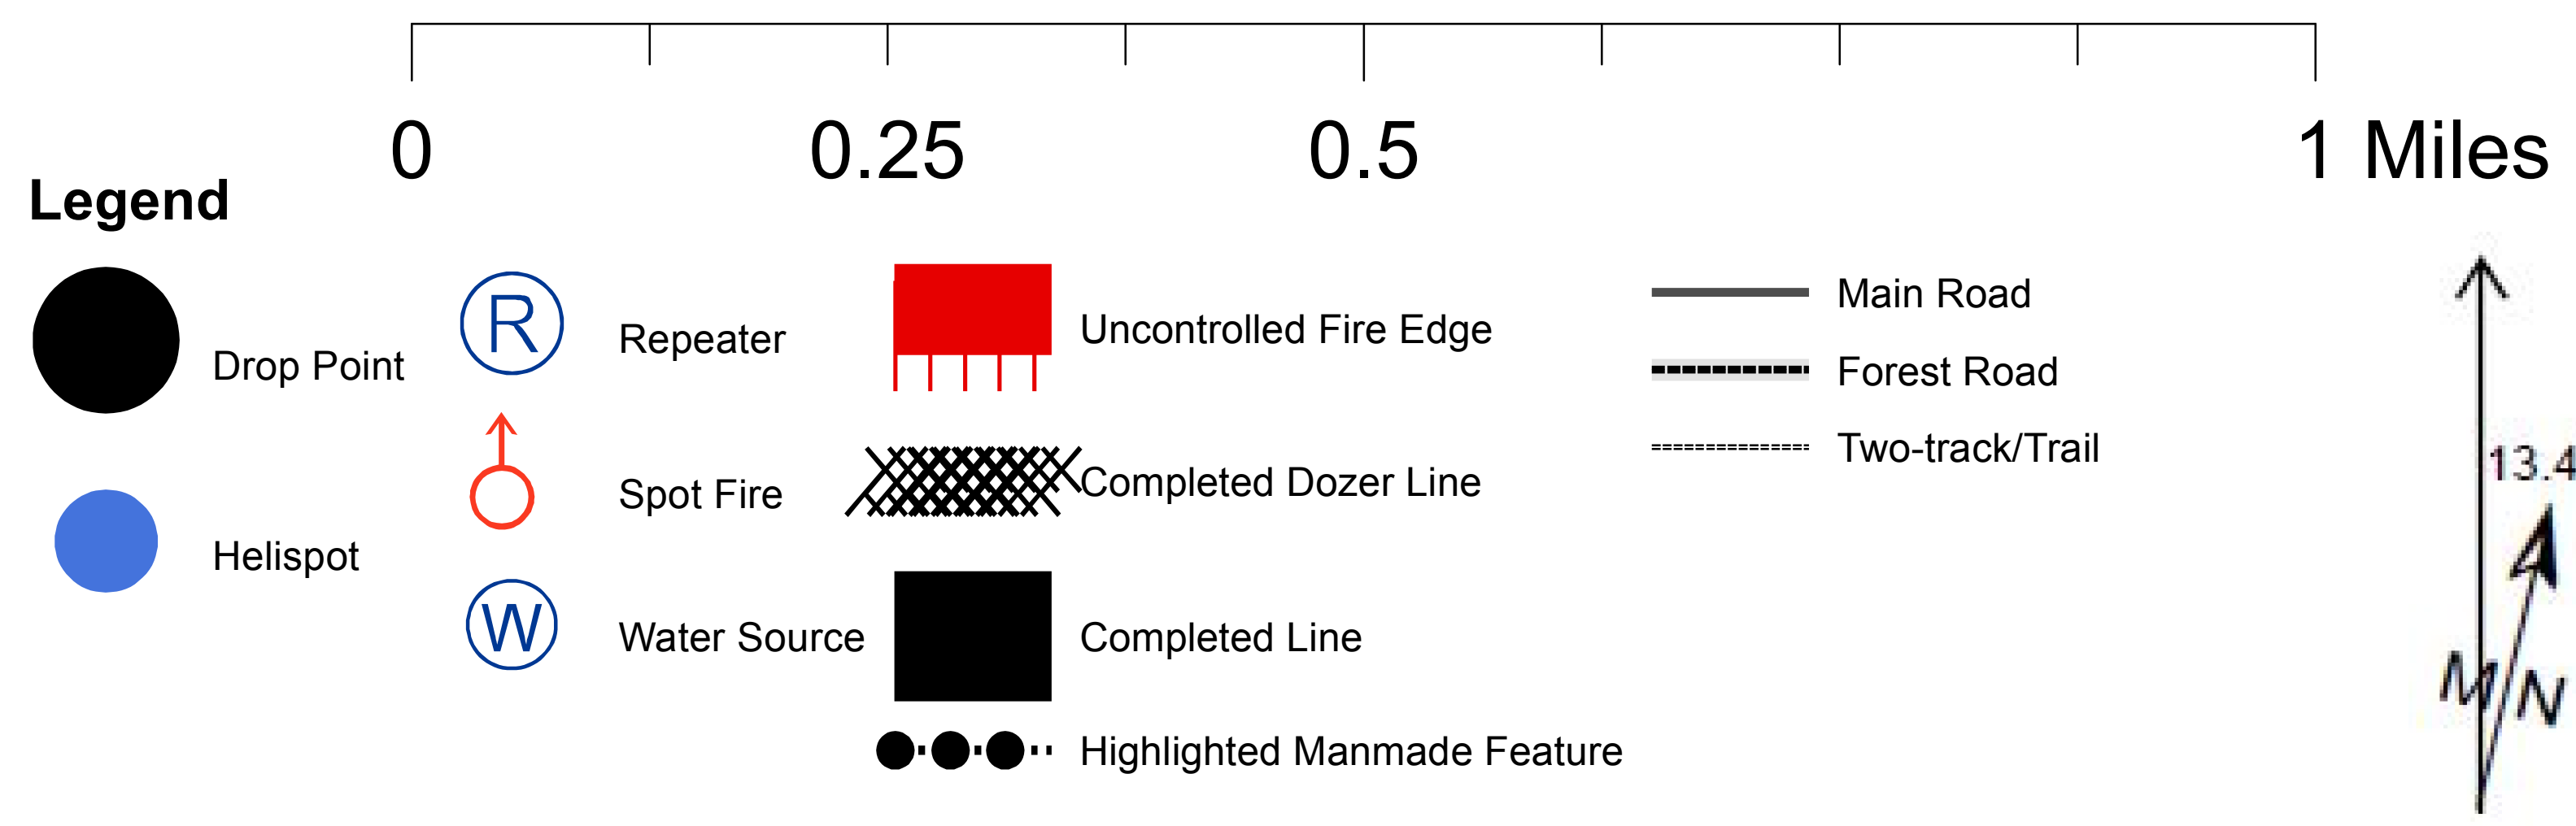 0 0.25 0.5 1 Miles
Legend
Drop Point
Helispot
R Repeater
Spot Fire
W Water Source
Uncontrolled Fire Edge
Completed Dozer Line
Completed Line
Highlighted Manmade Feature
Main Road
Forest Road
Two-track/Trail
13.4
M N